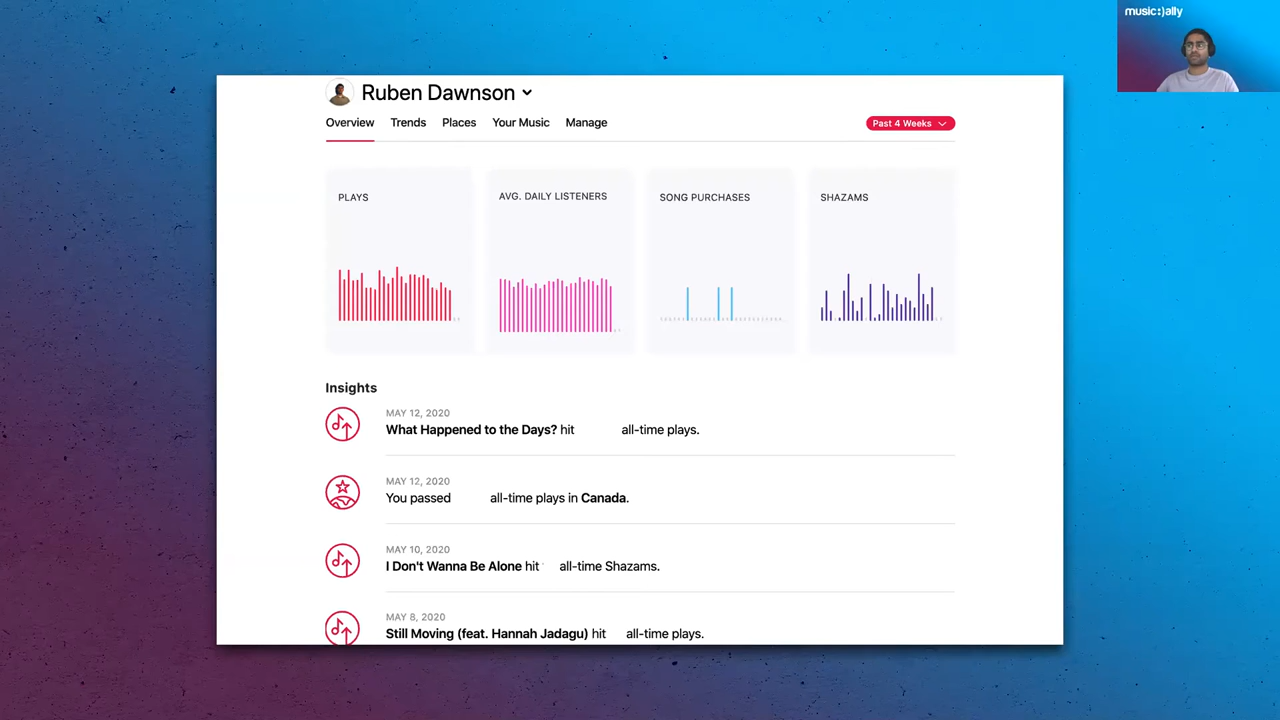 music:)ally
Ruben Dawnson
Overview Trends Places Your Music Manage
Past 4 Weeks
PLAYS
AVG. DAILY LISTENERS
SONG PURCHASES
SHAZAMS
Insights
MAY 12, 2020
What Happened to the Days? hit all-time plays.
MAY 12, 2020
You passed all-time plays in Canada.
MAY 10, 2020
I Don't Wanna Be Alone hit all-time Shazams.
MAY 8, 2020
Still Moving (feat. Hannah Jadagu) hit all-time plays.